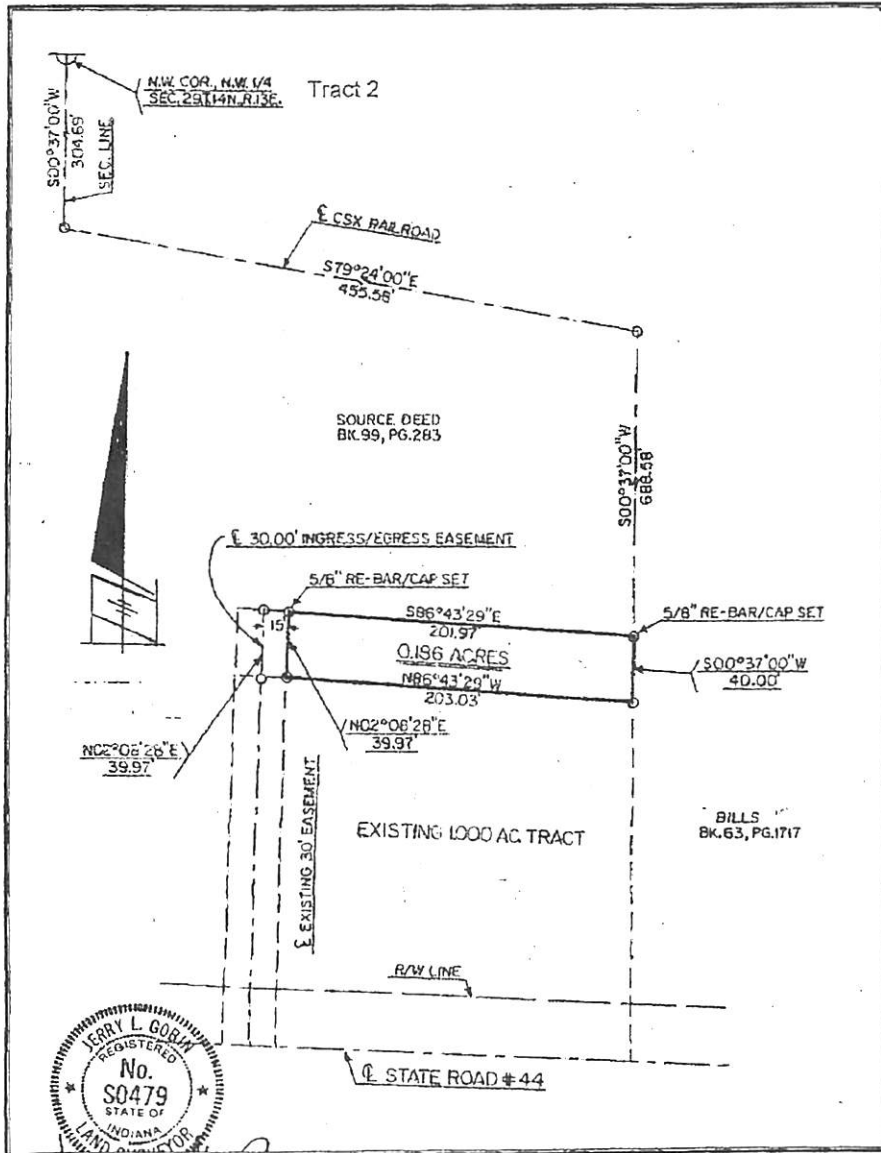 N.W. COR., N.W. 1/4
SEC. 29,T.14N.,R.13E.
Tract 2
S00°37'00"W
304.69'
SEC. LINE
℄ CSX RAILROAD
S79°24'00"E
455.58'
SOURCE DEED
BK.99, PG.283
S00°37'00"W
688.58'
℄ 30.00' INGRESS/EGRESS EASEMENT
5/8" RE-BAR/CAP SET
5/8" RE-BAR/CAP SET
15'
S86°43'29"E
201.97'
0.186 ACRES
N86°43'29"W
203.03'
S00°37'00"W
40.00'
N02°08'28"E
39.97'
N02°08'28"E
39.97'
℄ EXISTING 30' EASEMENT
EXISTING 1.000 AC. TRACT
BILLS
BK.63, PG.1717
R/W LINE
℄ STATE ROAD #44
JERRY L. GOBIN
REGISTERED
No.
S0479
STATE OF
INDIANA
LAND SURVEYOR